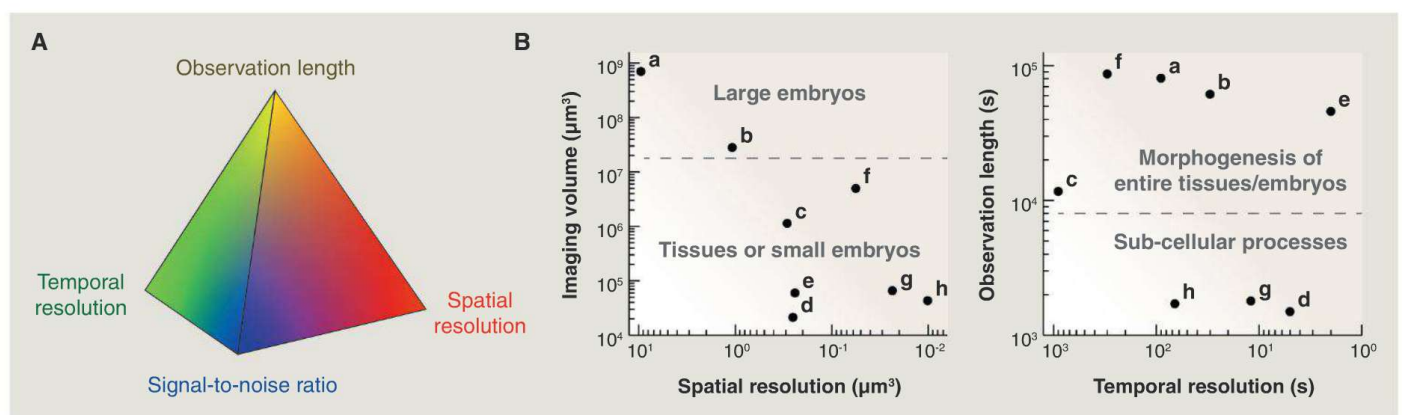 A
Observation length
Temporal
resolution
Spatial
resolution
Signal-to-noise ratio
B
Imaging volume (μm³)
10⁹
10⁸
10⁷
10⁶
10⁵
10⁴
a
Large embryos
b
f
c
Tissues or small embryos
e
g
h
d
10¹
10⁰
10⁻¹
10⁻²
Spatial resolution (μm³)
Observation length (s)
10⁵
10⁴
10³
f
a
b
e
Morphogenesis of
entire tissues/embryos
c
Sub-cellular processes
h
g
d
10³
10²
10¹
10⁰
Temporal resolution (s)